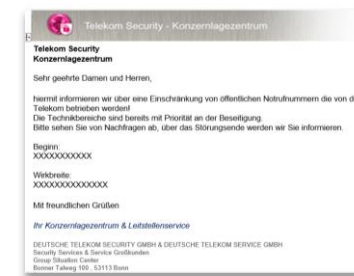 Telekom Security - Konzernlagezentrum
E
Telekom Security
Konzernlagezentrum
Sehr geehrte Damen und Herren,
hiermit informieren wir über eine Einschränkung von öffentlichen Notrufnummern die von d
Telekom betrieben werden!
Die Technikbereiche sind bereits mit Priorität an der Beseitigung.
Bitte sehen Sie von Nachfragen ab, über das Störungsende werden wir Sie informieren.
Beginn:
XXXXXXXXXXX
Wirkbreite:
XXXXXXXXXXXXXX
Mit freundlichen Grüßen
Ihr Konzernlagezentrum & Leitstellenservice
DEUTSCHE TELEKOM SECURITY GMBH & DEUTSCHE TELEKOM SERVICE GMBH
Security Services & Service Großkunden
Group Situation Center
Bonner Talweg 100 , 53113 Bonn